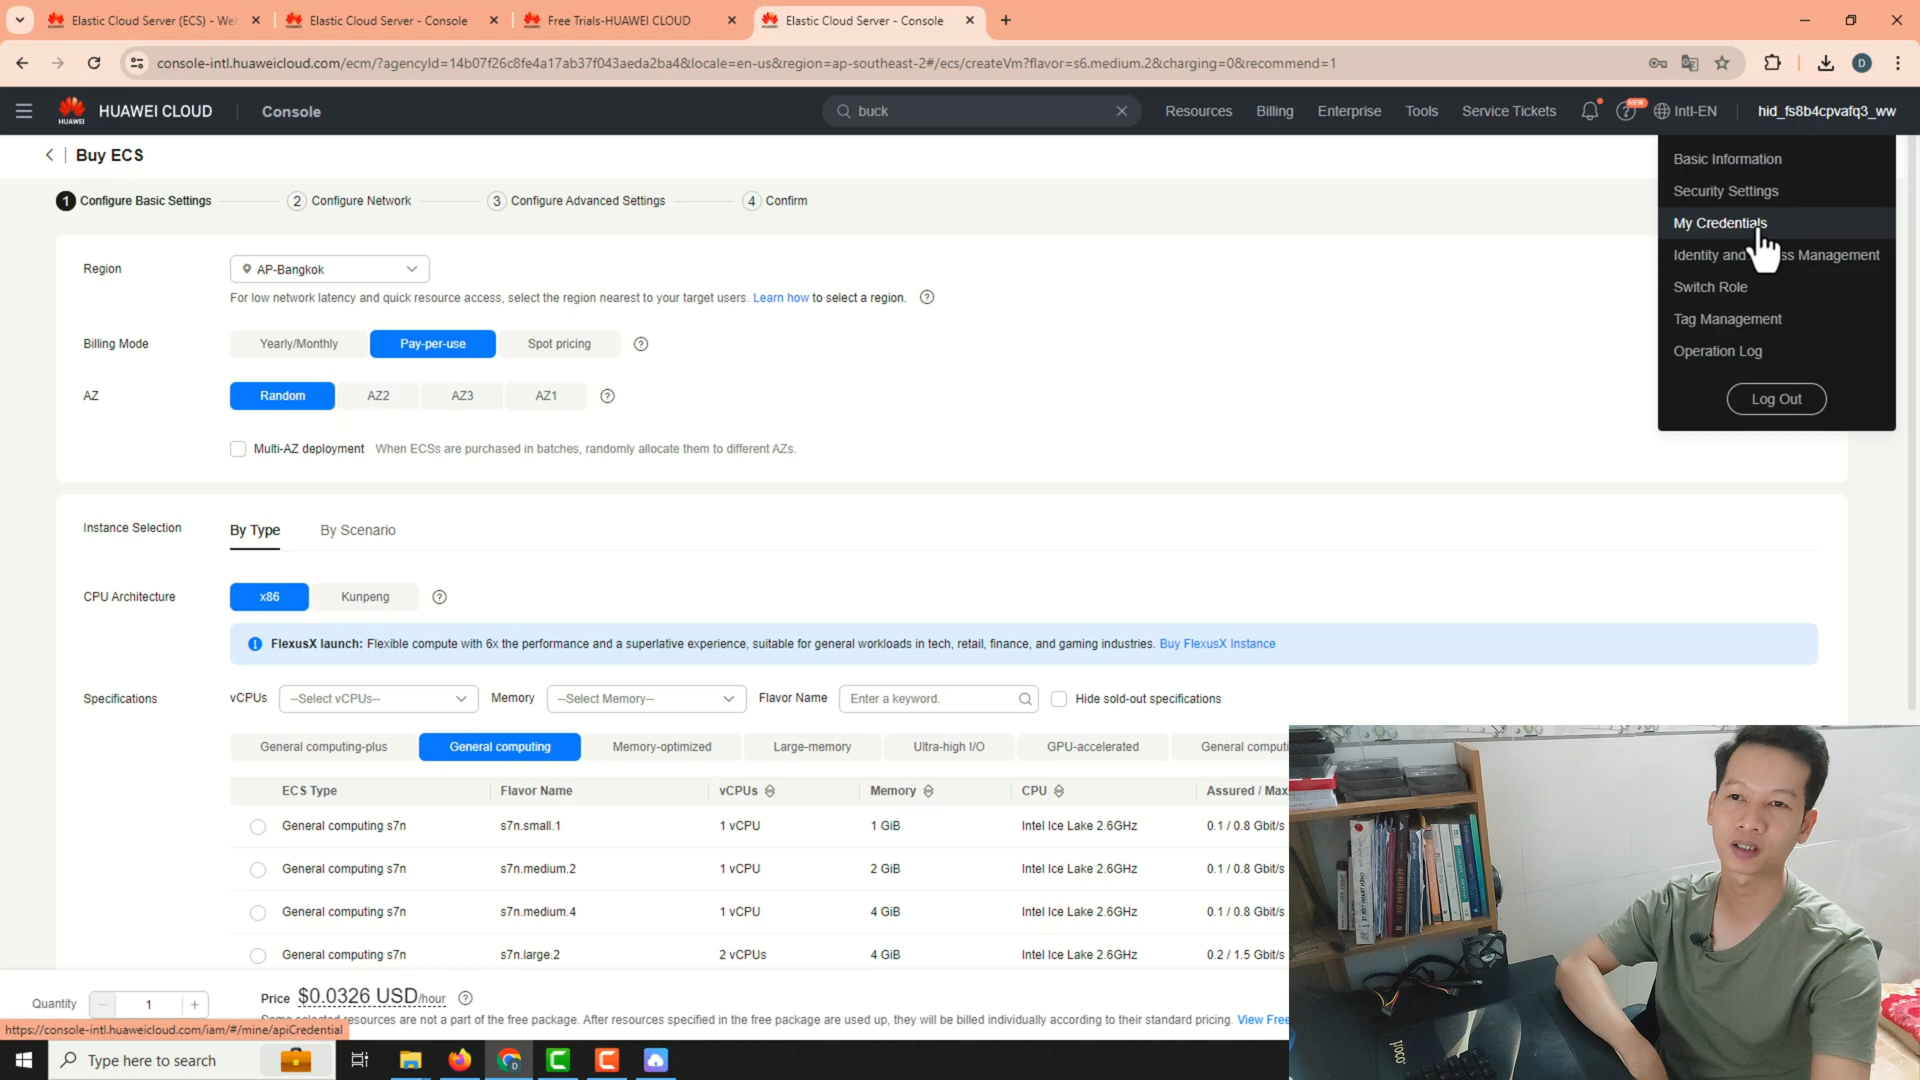 Elastic Cloud Server (ECS) - We
Elastic Cloud Server - Console
Free Trials-HUAWEI CLOUD
Elastic Cloud Server - Console
console-intl.huaweicloud.com/ecm/?agencyId=14b07f26c8fe4a17ab37f043aeda2ba4&locale=en-us&region=ap-southeast-2#/ecs/createVm?flavor=s6.medium.2&charging=0&recommend=1
D
HUAWEI
HUAWEI CLOUD
Console
buck
Resources
Billing
Enterprise
Tools
Service Tickets
NEW
Intl-EN
hid_fs8b4cpvafq3_ww
Buy ECS
Basic Information
Security Settings
My Credentials
Identity and ss Management
Switch Role
Tag Management
Operation Log
Log Out
1 Configure Basic Settings
2 Configure Network
3 Configure Advanced Settings
4 Confirm
Region
AP-Bangkok
For low network latency and quick resource access, select the region nearest to your target users. Learn how to select a region.
Billing Mode
Yearly/Monthly
Pay-per-use
Spot pricing
AZ
Random
AZ2
AZ3
AZ1
Multi-AZ deployment
When ECSs are purchased in batches, randomly allocate them to different AZs.
Instance Selection
By Type
By Scenario
CPU Architecture
x86
Kunpeng
FlexusX launch: Flexible compute with 6x the performance and a superlative experience, suitable for general workloads in tech, retail, finance, and gaming industries. Buy FlexusX Instance
Specifications
vCPUs
--Select vCPUs--
Memory
--Select Memory--
Flavor Name
Enter a keyword.
Hide sold-out specifications
General computing-plus
General computing
Memory-optimized
Large-memory
Ultra-high I/O
GPU-accelerated
General computi
ECS Type Flavor Name vCPUs Memory CPU Assured / Max
General computing s7n s7n.small.1 1 vCPU 1 GiB Intel Ice Lake 2.6GHz 0.1 / 0.8 Gbit/s
General computing s7n s7n.medium.2 1 vCPU 2 GiB Intel Ice Lake 2.6GHz 0.1 / 0.8 Gbit/s
General computing s7n s7n.medium.4 1 vCPU 4 GiB Intel Ice Lake 2.6GHz 0.1 / 0.8 Gbit/s
General computing s7n s7n.large.2 2 vCPUs 4 GiB Intel Ice Lake 2.6GHz 0.2 / 1.5 Gbit/s
Quantity
1
Price $0.0326 USD/hour
resources are not a part of the free package. After resources specified in the free package are used up, they will be billed individually according to their standard pricing. View Free
https://console-intl.huaweicloud.com/iam/#/mine/apiCredential
Type here to search
poco